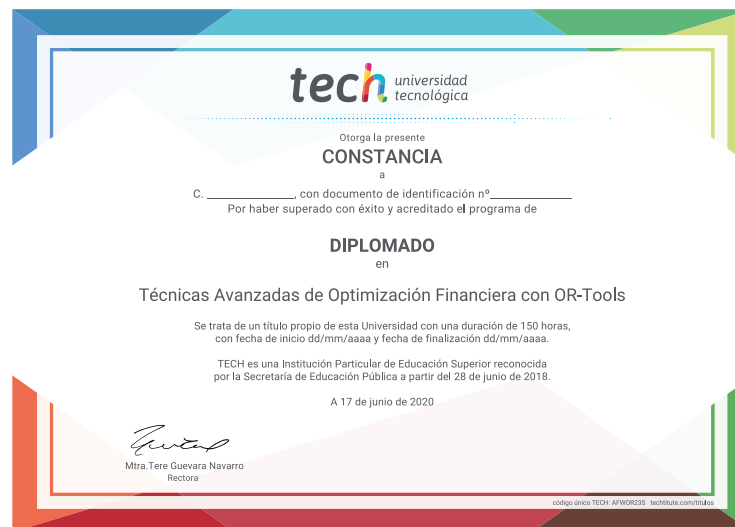 tech universidad
tecnológica
Otorga la presente
CONSTANCIA
a
C. ________________, con documento de identificación nº______________
Por haber superado con éxito y acreditado el programa de
DIPLOMADO
en
Técnicas Avanzadas de Optimización Financiera con OR-Tools
Se trata de un título propio de esta Universidad con una duración de 150 horas,
con fecha de inicio dd/mm/aaaa y fecha de finalización dd/mm/aaaa.
TECH es una Institución Particular de Educación Superior reconocida
por la Secretaría de Educación Pública a partir del 28 de junio de 2018.
A 17 de junio de 2020
Mtra.Tere Guevara Navarro
Rectora
código único TECH: AFWOR235 techtitute.com/titulos